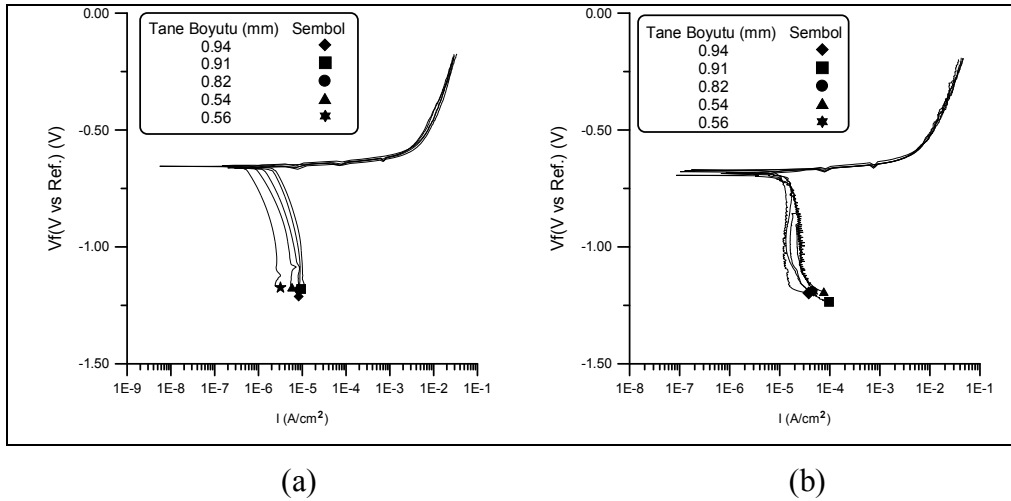 Tane Boyutu (mm) Sembol
0.94
0.91
0.82
0.54
0.56
0.00
-0.50
-1.00
-1.50
Vf(V vs Ref.) (V)
1E-9 1E-8 1E-7 1E-6 1E-5 1E-4 1E-3 1E-2 1E-1
I (A/cm²)
(a)
Tane Boyutu (mm) Sembol
0.94
0.91
0.82
0.54
0.56
0.00
-0.50
-1.00
-1.50
Vf(V vs Ref.) (V)
1E-8 1E-7 1E-6 1E-5 1E-4 1E-3 1E-2 1E-1
I (A/cm²)
(b)